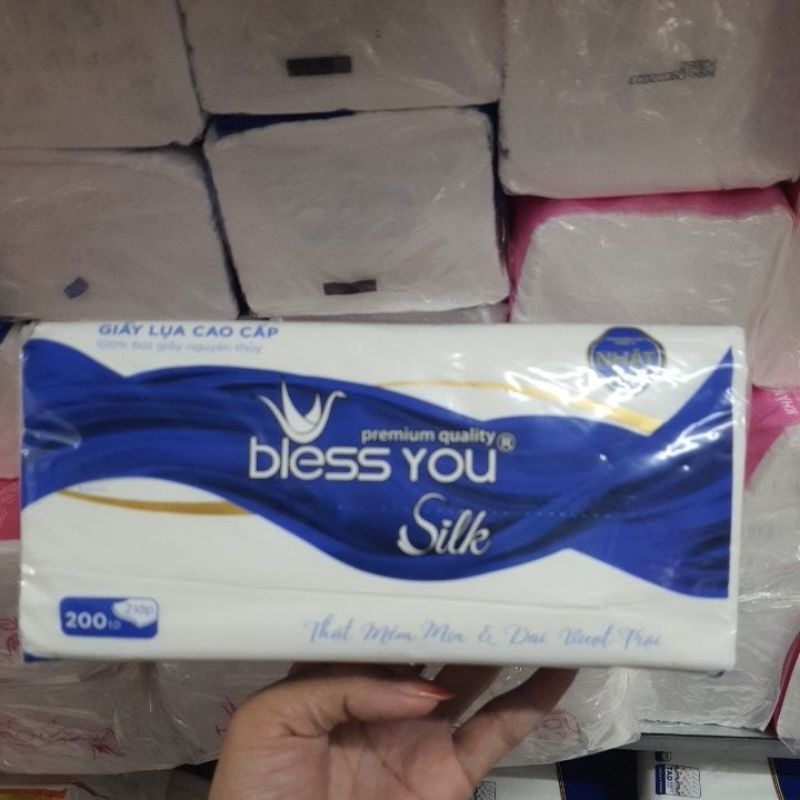 GIẤY LỤA CAO CẤP
100% Bột giấy nguyên thủy
NHẬT
premium quality®
bless you
Silk
200 tờ
2 lớp
Thật Mềm Mịn & Dai Vượt Trội